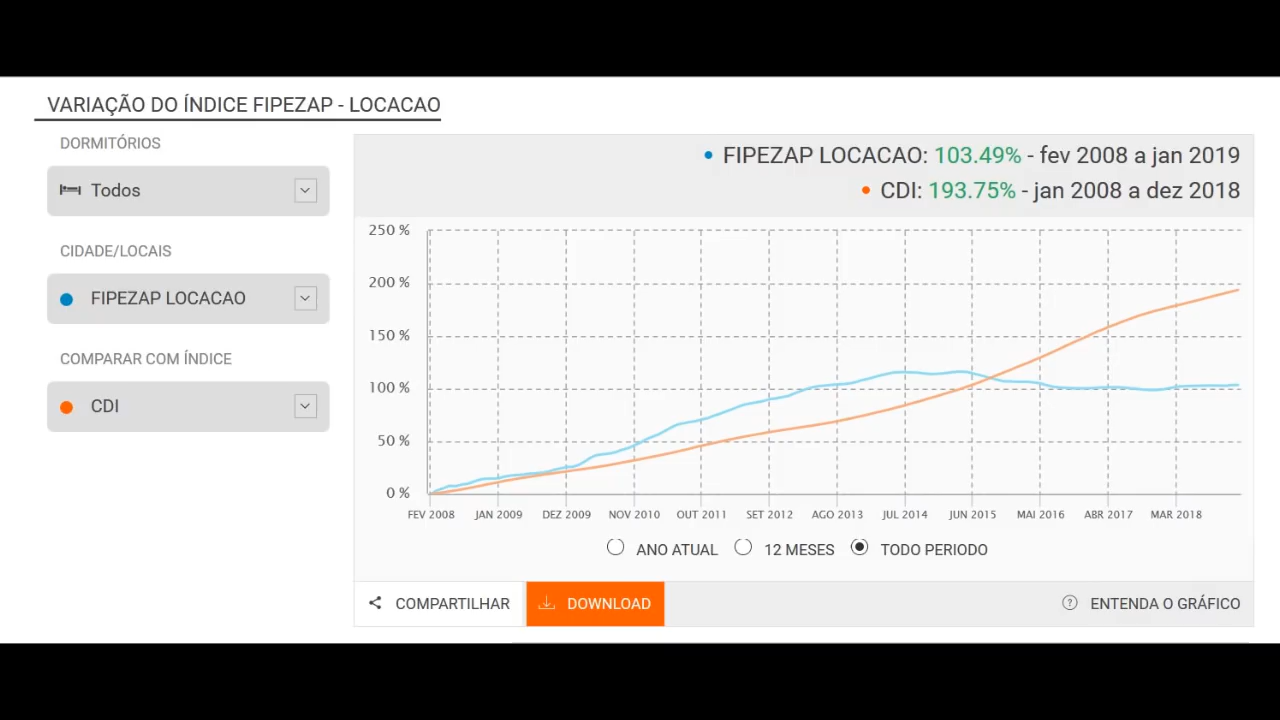 VARIAÇÃO DO ÍNDICE FIPEZAP - LOCACAO
DORMITÓRIOS
Todos
CIDADE/LOCAIS
FIPEZAP LOCACAO
COMPARAR COM ÍNDICE
CDI
FIPEZAP LOCACAO: 103.49% - fev 2008 a jan 2019
CDI: 193.75% - jan 2008 a dez 2018
250 %
200 %
150 %
100 %
50 %
0 %
FEV 2008 JAN 2009 DEZ 2009 NOV 2010 OUT 2011 SET 2012 AGO 2013 JUL 2014 JUN 2015 MAI 2016 ABR 2017 MAR 2018
ANO ATUAL 12 MESES TODO PERIODO
COMPARTILHAR DOWNLOAD ? ENTENDA O GRÁFICO